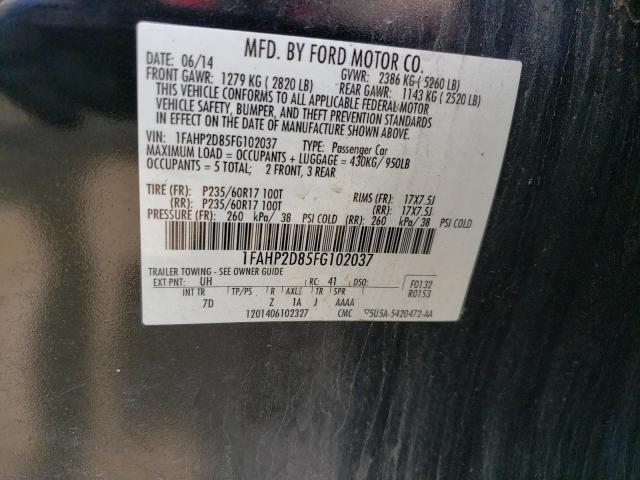 MFD. BY FORD MOTOR CO.
DATE: 06/14 GVWR: 2386 KG ( 5260 LB)
FRONT GAWR: 1279 KG ( 2820 LB) REAR GAWR: 1143 KG ( 2520 LB)
THIS VEHICLE CONFORMS TO ALL APPLICABLE FEDERAL MOTOR
VEHICLE SAFETY, BUMPER, AND THEFT PREVENTION STANDARDS
IN EFFECT ON THE DATE OF MANUFACTURE SHOWN ABOVE.
VIN: 1FAHP2D85FG102037 TYPE: Passenger Car
MAXIMUM LOAD = OCCUPANTS + LUGGAGE = 430KG/ 950LB
OCCUPANTS = 5 TOTAL; 2 FRONT, 3 REAR
TIRE (FR): P235/60R17 100T RIMS (FR): 17X7.5J
(RR): P235/60R17 100T (RR): 17X7.5J
PRESSURE (FR): 260 kPa/ 38 PSI COLD (RR): 260 kPa/ 38 PSI COLD
1FAHP2D85FG102037
TRAILER TOWING - SEE OWNER GUIDE
EXT PNT: UH RC: 41 DSO: F0132
INT TR TP/PS R AXLE TR SPR R0153
7D Z 1A J AAAA
1201406102327 CMC 5U5A-5420472-AA